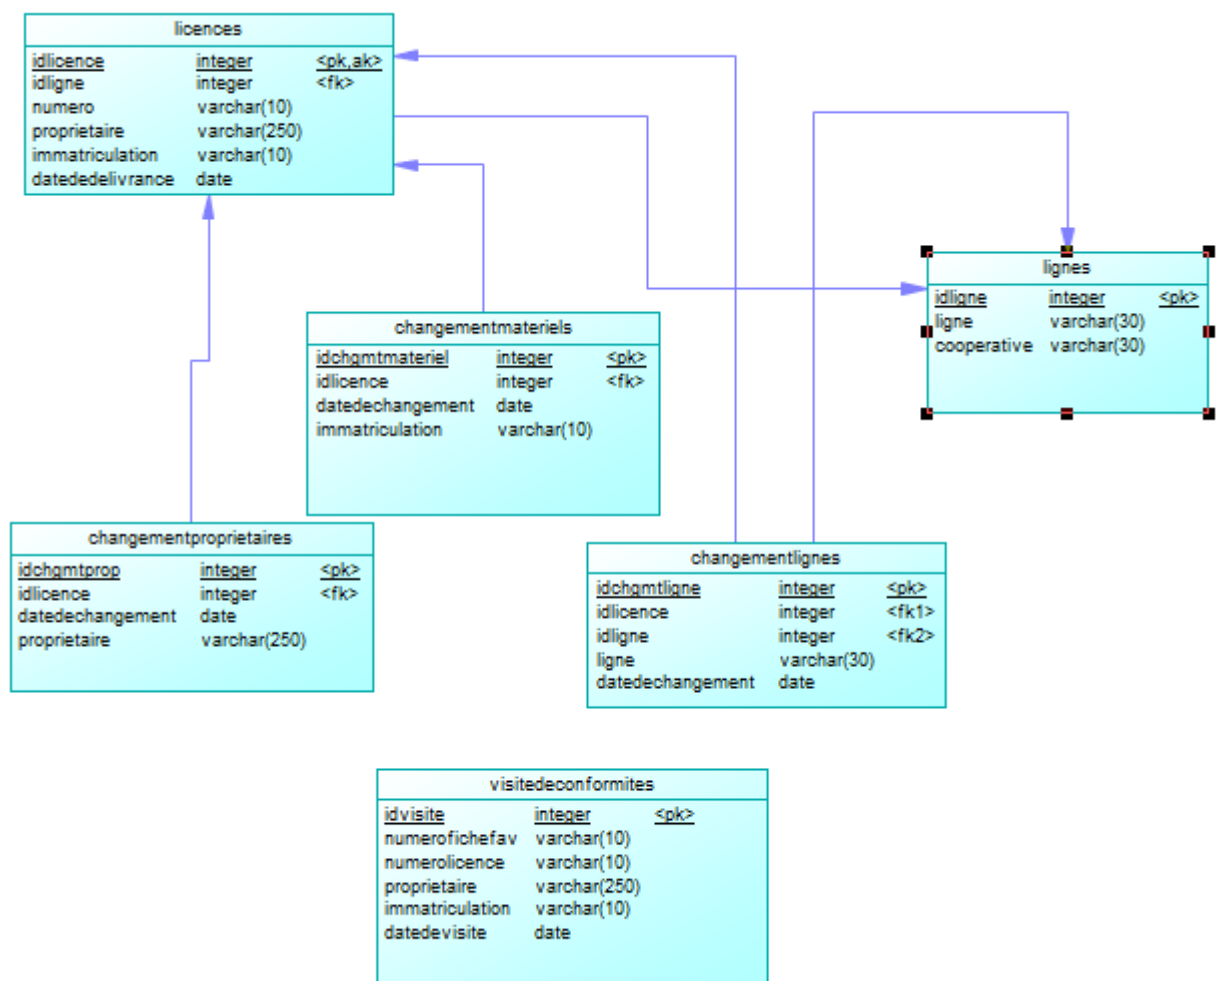 licences
idlicence integer <pk,ak>
idligne integer <fk>
numero varchar(10)
proprietaire varchar(250)
immatriculation varchar(10)
datededelivrance date
lignes
idligne integer <pk>
ligne varchar(30)
cooperative varchar(30)
changementmateriels
idchgmtmateriel integer <pk>
idlicence integer <fk>
datedechangement date
immatriculation varchar(10)
changementproprietaires
idchgmtprop integer <pk>
idlicence integer <fk>
datedechangement date
proprietaire varchar(250)
changementlignes
idchgmtligne integer <pk>
idlicence integer <fk1>
idligne integer <fk2>
ligne varchar(30)
datedechangement date
visitedeconformites
idvisite integer <pk>
numerofichefav varchar(10)
numerolicence varchar(10)
proprietaire varchar(250)
immatriculation varchar(10)
datedevisite date